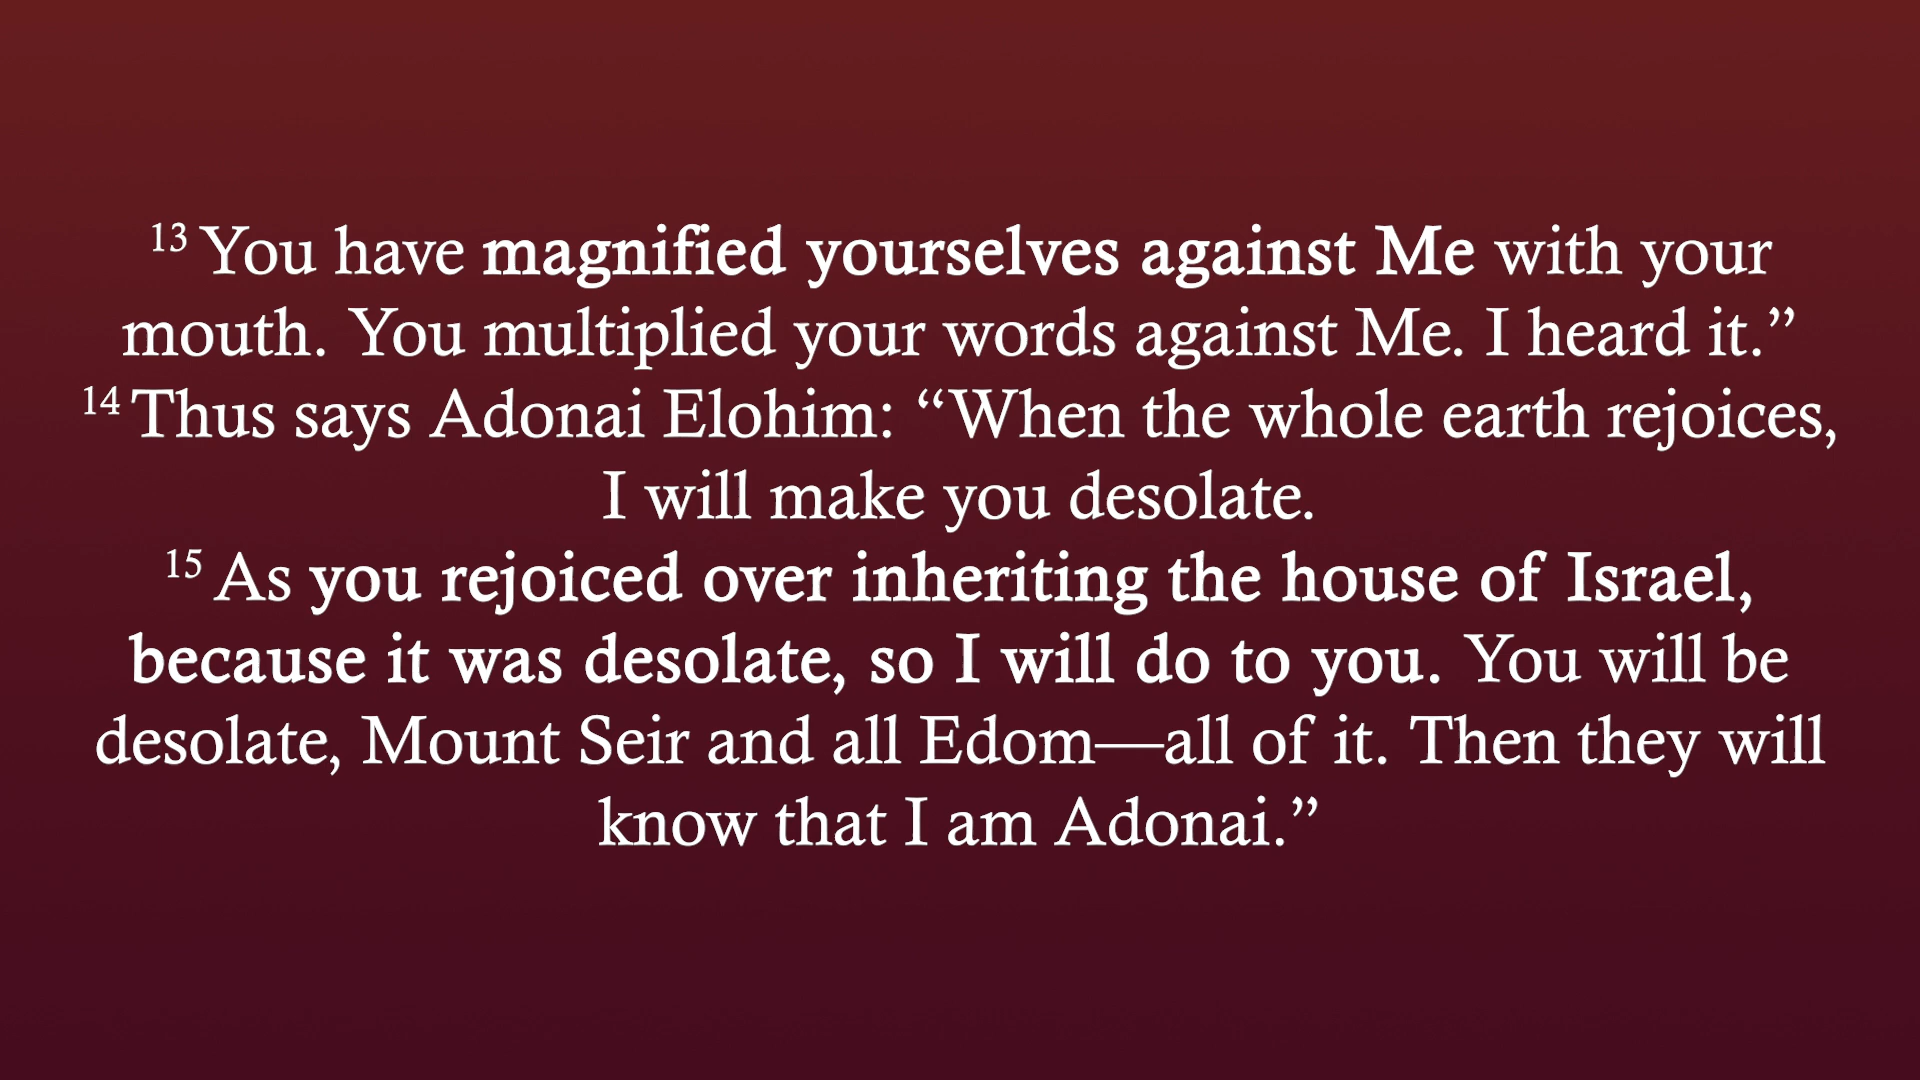 13 You have magnified yourselves against Me with your
mouth. You multiplied your words against Me. I heard it.”
14 Thus says Adonai Elohim: “When the whole earth rejoices,
I will make you desolate.
15 As you rejoiced over inheriting the house of Israel,
because it was desolate, so I will do to you. You will be
desolate, Mount Seir and all Edom—all of it. Then they will
know that I am Adonai.”